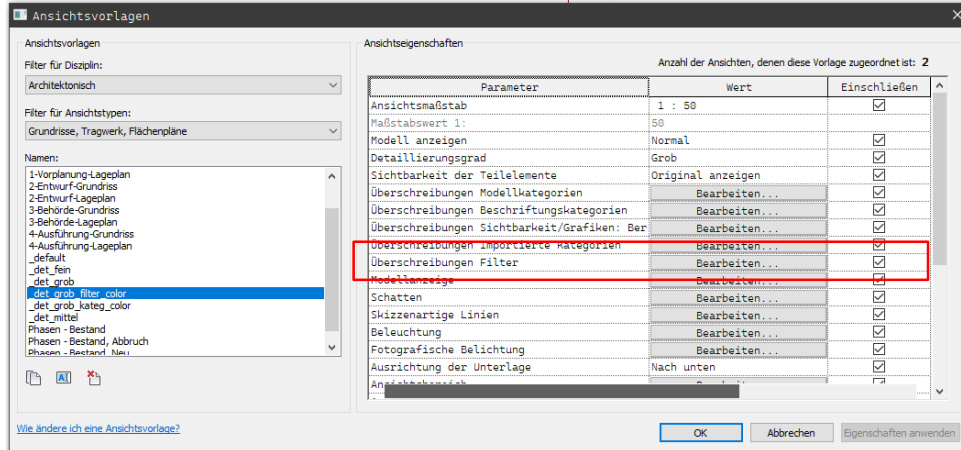 Ansichtsvorlagen
Ansichtsvorlagen
Filter für Disziplin:
Architektonisch
Filter für Ansichtstypen:
Grundrisse, Tragwerk, Flächenpläne
Namen:
1-Vorplanung-Lageplan
2-Entwurf-Grundriss
2-Entwurf-Lageplan
3-Behörde-Grundriss
3-Behörde-Lageplan
4-Ausführung-Grundriss
4-Ausführung-Lageplan
_default
_det_fein
_det_grob
_det_grob_filter_color
_det_grob_kateg_color
_det_mittel
Phasen - Bestand
Phasen - Bestand, Abbruch
Phasen - Bestand, Neu
Wie ändere ich eine Ansichtsvorlage?
Ansichtseigenschaften
Anzahl der Ansichten, denen diese Vorlage zugeordnet ist: 2
Parameter Wert Einschließen
Ansichtsmaßstab 1 : 50
Maßstabswert 1: 50
Modell anzeigen Normal
Detaillierungsgrad Grob
Sichtbarkeit der Teilelemente Original anzeigen
Überschreibungen Modellkategorien Bearbeiten...
Überschreibungen Beschriftungskategorien Bearbeiten...
Überschreibungen Sichtbarkeit/Grafiken: Ber Bearbeiten...
Überschreibungen Importierte Kategorien Bearbeiten...
Überschreibungen Filter Bearbeiten...
Modellanzeige Bearbeiten...
Schatten Bearbeiten...
Skizzenartige Linien Bearbeiten...
Beleuchtung Bearbeiten...
Fotografische Belichtung Bearbeiten...
Ausrichtung der Unterlage Nach unten
OK Abbrechen Eigenschaften anwenden